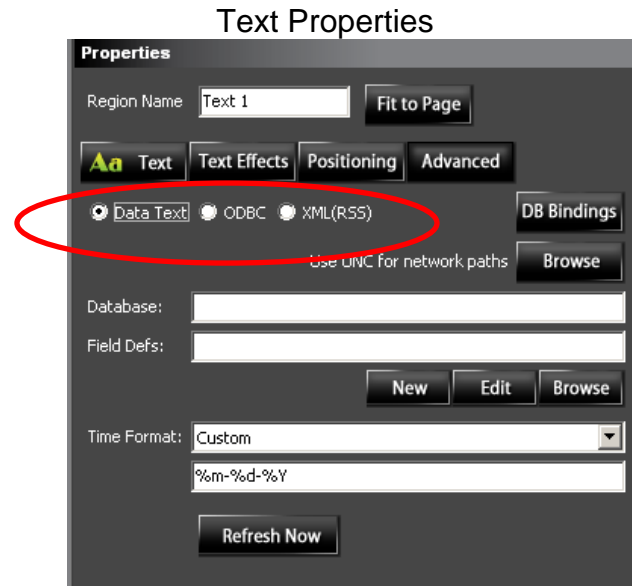 Text Properties
Properties
Region Name Text 1 Fit to Page
Aa Text Text Effects Positioning Advanced
Data Text ODBC XML(RSS) DB Bindings
Use UNC for network paths Browse
Database:
Field Defs:
New Edit Browse
Time Format: Custom
%m-%d-%Y
Refresh Now